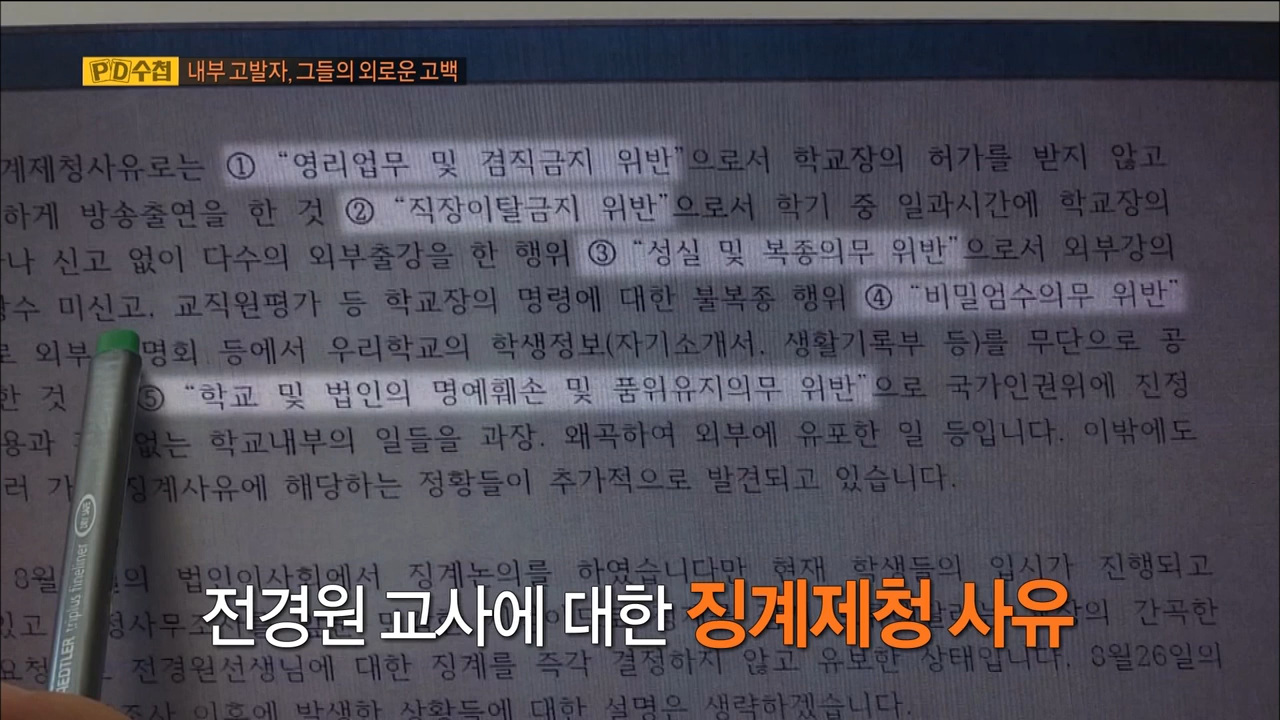 PD수첩 내부 고발자, 그들의 외로운 고백
계제청사유로는 ① “영리업무 및 겸직금지 위반”으로서 학교장의 허가를 받지 않고
하게 방송출연을 한 것 ② “직장이탈금지 위반”으로서 학기 중 일과시간에 학교장의
나 신고 없이 다수의 외부출강을 한 행위 ③ “성실 및 복종의무 위반”으로서 외부강의
수 미신고. 교직원평가 등 학교장의 명령에 대한 불복종 행위 ④ “비밀엄수의무 위반”
로 외부 명회 등에서 우리학교의 학생정보(자기소개서. 생활기록부 등)를 무단으로 공
한 것 ⑤ “학교 및 법인의 명예훼손 및 품위유지의무 위반”으로 국가인권위에 진정
용과 없는 학교내부의 일들을 과장. 왜곡하여 외부에 유포한 일 등입니다. 이밖에도
러 가 징계사유에 해당하는 정황들이 추가적으로 발견되고 있습니다.
8월 의 법인이사회에서 징계논의를 하였습니다만 현재 학생들의 입시가 진행되고
있고 의 간곡한
전경원 교사에 대한 징계제청 사유
요청 전경원선생님에 대한 징계를 즉각 결정하지 않고 유보한 상태입니다. 8월26일의
조사 이후에 발생한 상황들에 대한 설명은 생략하겠습니다.
STAEDTLER triplus fineliner